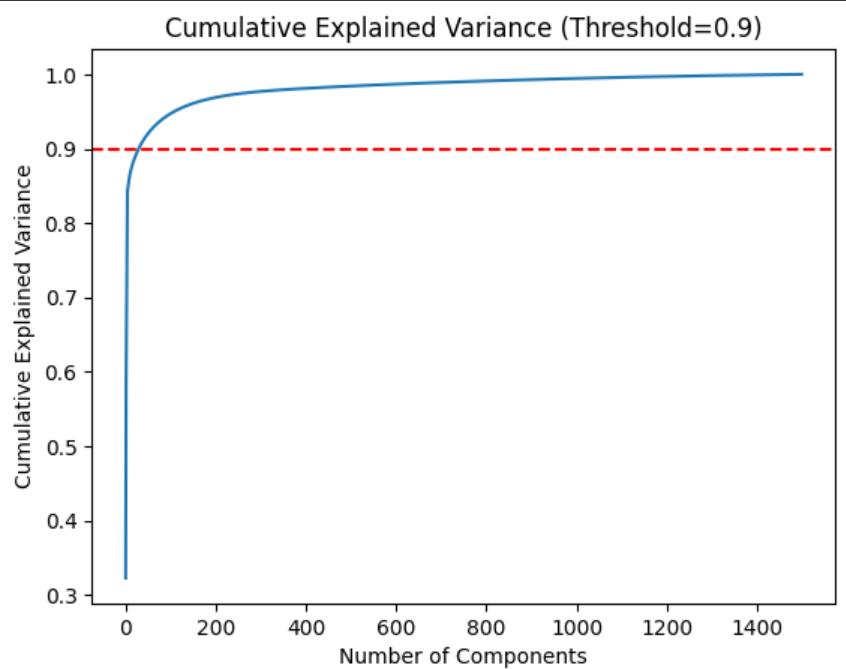 Cumulative Explained Variance (Threshold=0.9)
1.0
0.9
0.8
0.7
0.6
0.5
0.4
0.3
Cumulative Explained Variance
0 200 400 600 800 1000 1200 1400
Number of Components